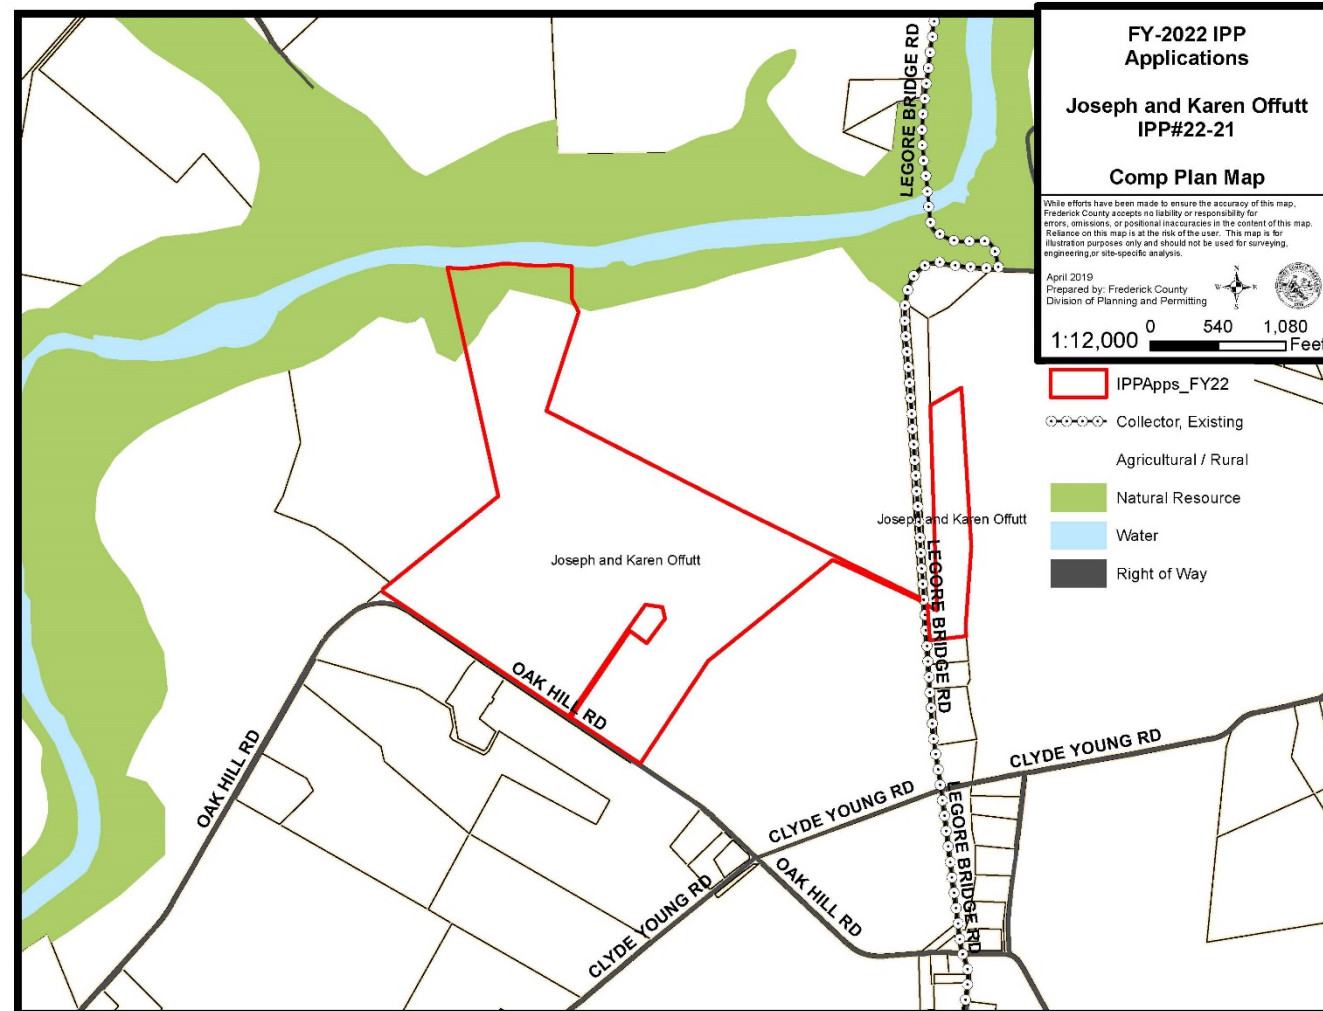 FY-2022 IPP
Applications
Joseph and Karen Offutt
IPP#22-21
Comp Plan Map
While efforts have been made to ensure the accuracy of this map,
Frederick County accepts no liability or responsibility for
errors, omissions, or positional inaccuracies in the content of this map.
Reliance on this map is at the risk of the user. This map is for
illustration purposes only and should not be used for surveying,
engineering,or site-specific analysis.
April 2019
Prepared by: Frederick County
Division of Planning and Permitting
N
W
E
S
1:12,000
0 540 1,080
Feet
IPPApps_FY22
Collector, Existing
Agricultural / Rural
Natural Resource
Water
Right of Way
LEGORE BRIDGE RD
LEGORE BRIDGE RD
Joseph and Karen Offutt
Joseph and Karen Offutt
LEGORE BRIDGE RD
OAK HILL RD
OAK HILL RD
CLYDE YOUNG RD
CLYDE YOUNG RD
LEGORE BRIDGE RD
OAK HILL RD
CLYDE YOUNG RD